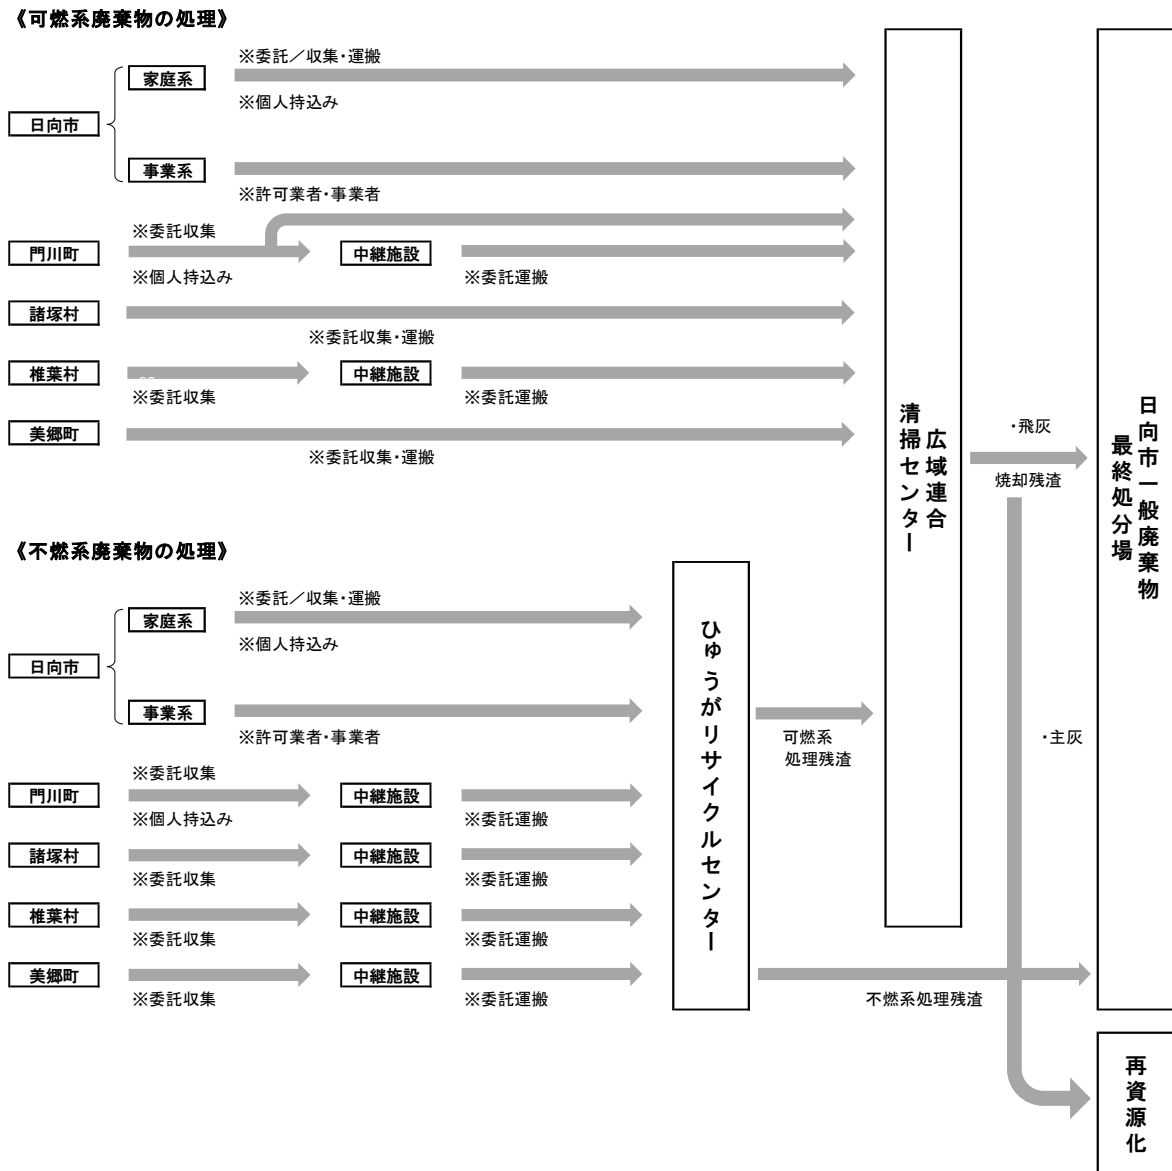 《可燃系廃棄物の処理》
※委託／収集・運搬
家庭系
※個人持込み
日向市
事業系
※許可業者・事業者
※委託収集
門川町
中継施設
※個人持込み
※委託運搬
諸塚村
※委託収集・運搬
椎葉村
中継施設
※委託収集
※委託運搬
美郷町
※委託収集・運搬
広域連合
清掃センター
・飛灰
焼却残渣
日向市一般廃棄物
最終処分場
《不燃系廃棄物の処理》
※委託／収集・運搬
家庭系
※個人持込み
日向市
事業系
※許可業者・事業者
※委託収集
門川町
中継施設
※個人持込み
※委託運搬
諸塚村
中継施設
※委託収集
※委託運搬
椎葉村
中継施設
※委託収集
※委託運搬
美郷町
中継施設
※委託収集
※委託運搬
ひゅうがリサイクルセンター
可燃系
処理残渣
・主灰
不燃系処理残渣
再資源化